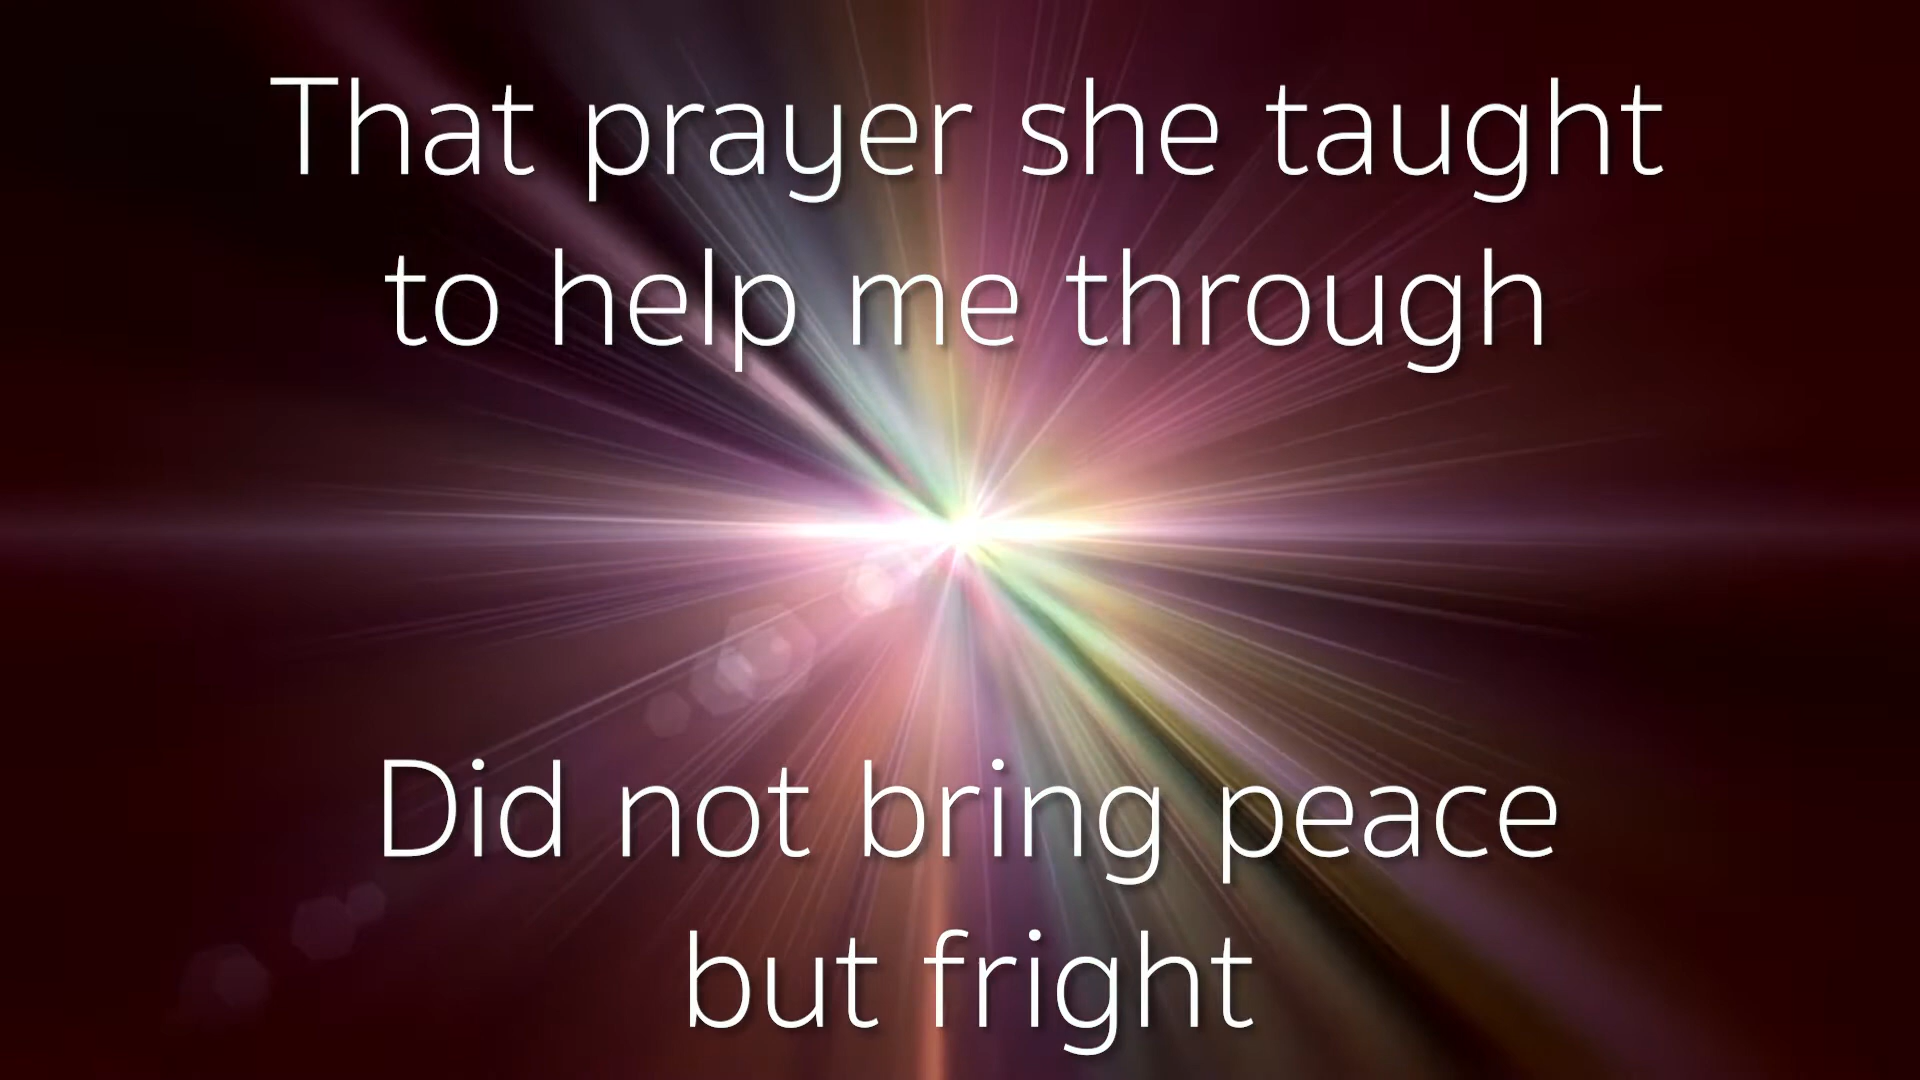 That prayer she taught
to help me through
Did not bring peace
but fright